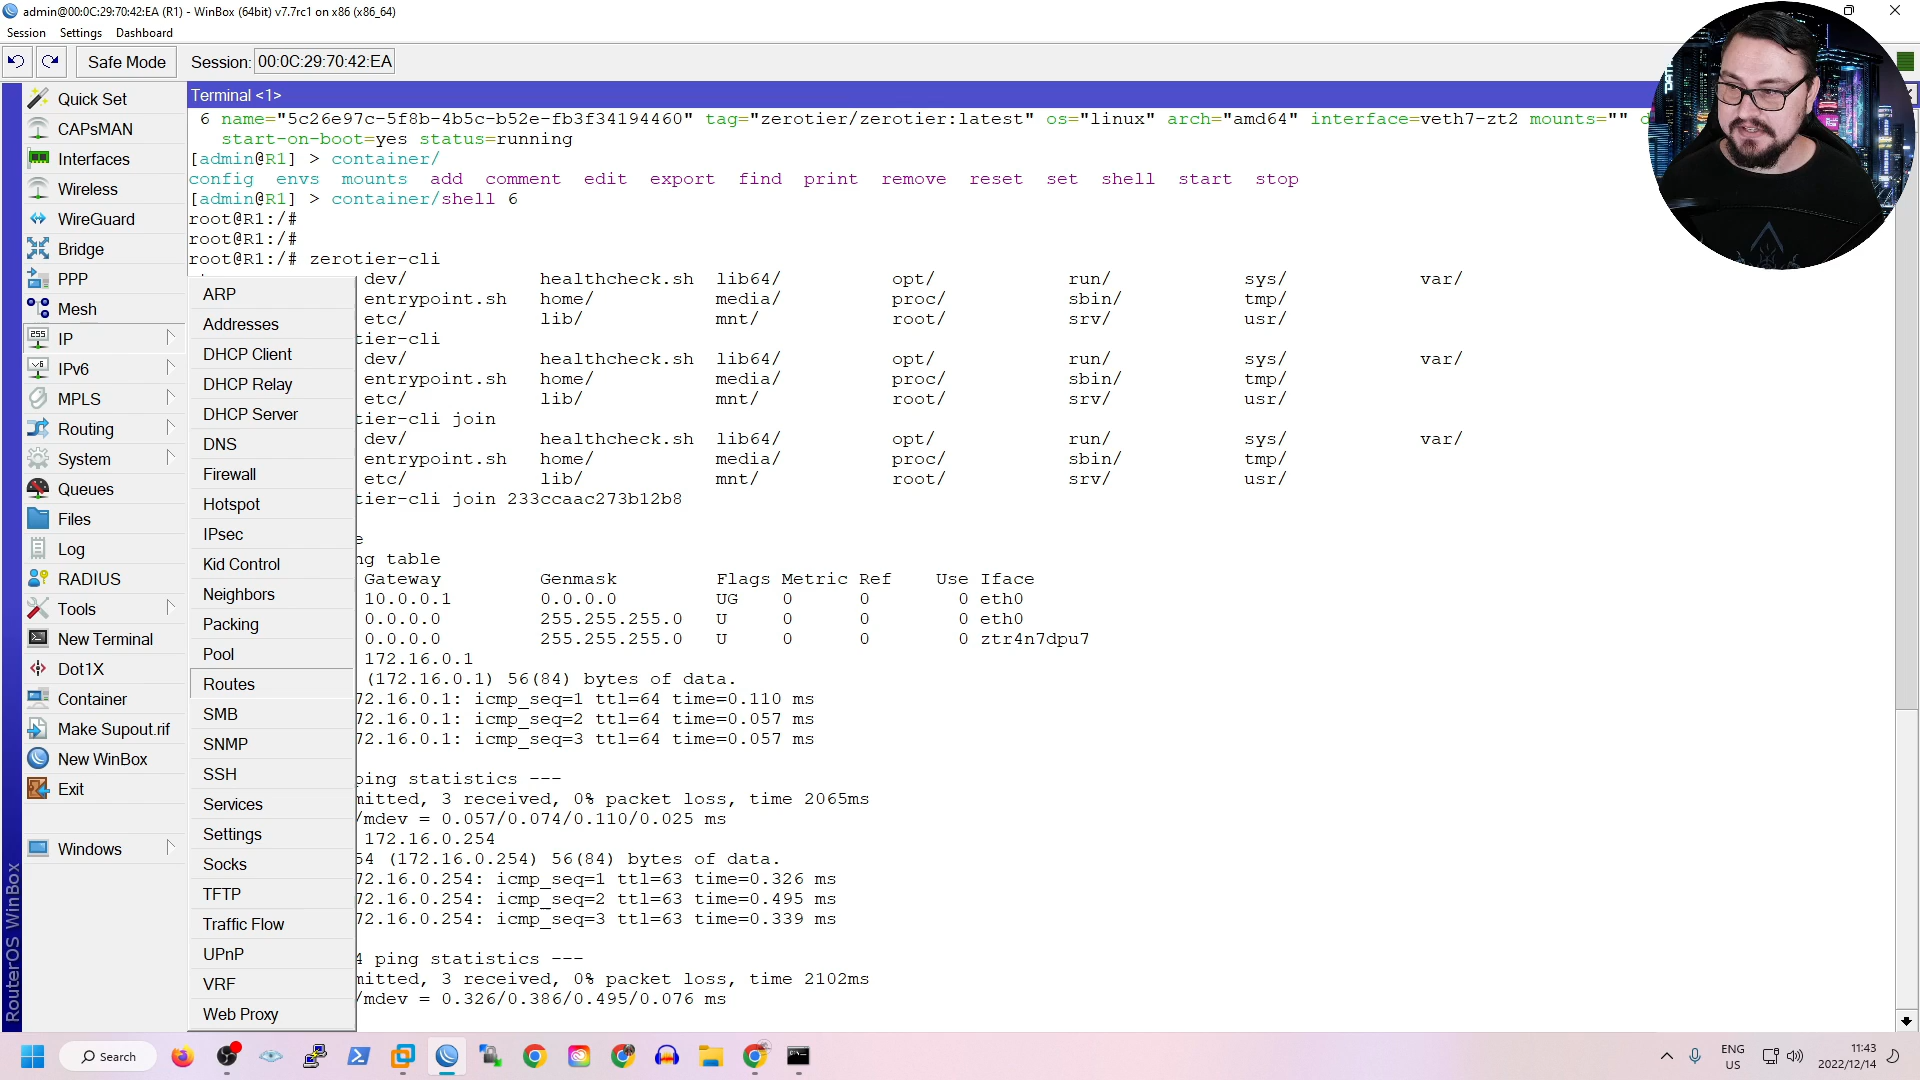 admin@00:0C:29:70:42:EA (R1) - WinBox (64bit) v7.7rc1 on x86 (x86_64)
Session Settings Dashboard
Safe Mode Session: 00:0C:29:70:42:EA
Terminal <1>
Quick Set
CAPsMAN
Interfaces
Wireless
WireGuard
Bridge
PPP
Mesh
IP
IPv6
MPLS
Routing
System
Queues
Files
Log
RADIUS
Tools
New Terminal
Dot1X
Container
Make Supout.rif
New WinBox
Exit
Windows
RouterOS WinBox
ARP
Addresses
DHCP Client
DHCP Relay
DHCP Server
DNS
Firewall
Hotspot
IPsec
Kid Control
Neighbors
Packing
Pool
Routes
SMB
SNMP
SSH
Services
Settings
Socks
TFTP
Traffic Flow
UPnP
VRF
Web Proxy
6 name="5c26e97c-5f8b-4b5c-b52e-fb3f34194460" tag="zerotier/zerotier:latest" os="linux" arch="amd64" interface=veth7-zt2 mounts="" d
start-on-boot=yes status=running
[admin@R1] > container/
config envs mounts add comment edit export find print remove reset set shell start stop
[admin@R1] > container/shell 6
root@R1:/#
root@R1:/#
root@R1:/# zerotier-cli
dev/ healthcheck.sh lib64/ opt/ run/ sys/ var/
entrypoint.sh home/ media/ proc/ sbin/ tmp/
etc/ lib/ mnt/ root/ srv/ usr/
tier-cli
dev/ healthcheck.sh lib64/ opt/ run/ sys/ var/
entrypoint.sh home/ media/ proc/ sbin/ tmp/
etc/ lib/ mnt/ root/ srv/ usr/
tier-cli join
dev/ healthcheck.sh lib64/ opt/ run/ sys/ var/
entrypoint.sh home/ media/ proc/ sbin/ tmp/
etc/ lib/ mnt/ root/ srv/ usr/
tier-cli join 233ccaac273b12b8
e
ng table
Gateway Genmask Flags Metric Ref Use Iface
10.0.0.1 0.0.0.0 UG 0 0 0 eth0
0.0.0.0 255.255.255.0 U 0 0 0 eth0
0.0.0.0 255.255.255.0 U 0 0 0 ztr4n7dpu7
172.16.0.1
(172.16.0.1) 56(84) bytes of data.
72.16.0.1: icmp_seq=1 ttl=64 time=0.110 ms
72.16.0.1: icmp_seq=2 ttl=64 time=0.057 ms
72.16.0.1: icmp_seq=3 ttl=64 time=0.057 ms
ping statistics ---
mitted, 3 received, 0% packet loss, time 2065ms
/mdev = 0.057/0.074/0.110/0.025 ms
172.16.0.254
54 (172.16.0.254) 56(84) bytes of data.
72.16.0.254: icmp_seq=1 ttl=63 time=0.326 ms
72.16.0.254: icmp_seq=2 ttl=63 time=0.495 ms
72.16.0.254: icmp_seq=3 ttl=63 time=0.339 ms
4 ping statistics ---
mitted, 3 received, 0% packet loss, time 2102ms
/mdev = 0.326/0.386/0.495/0.076 ms
Search
ENG
US
11:43
2022/12/14